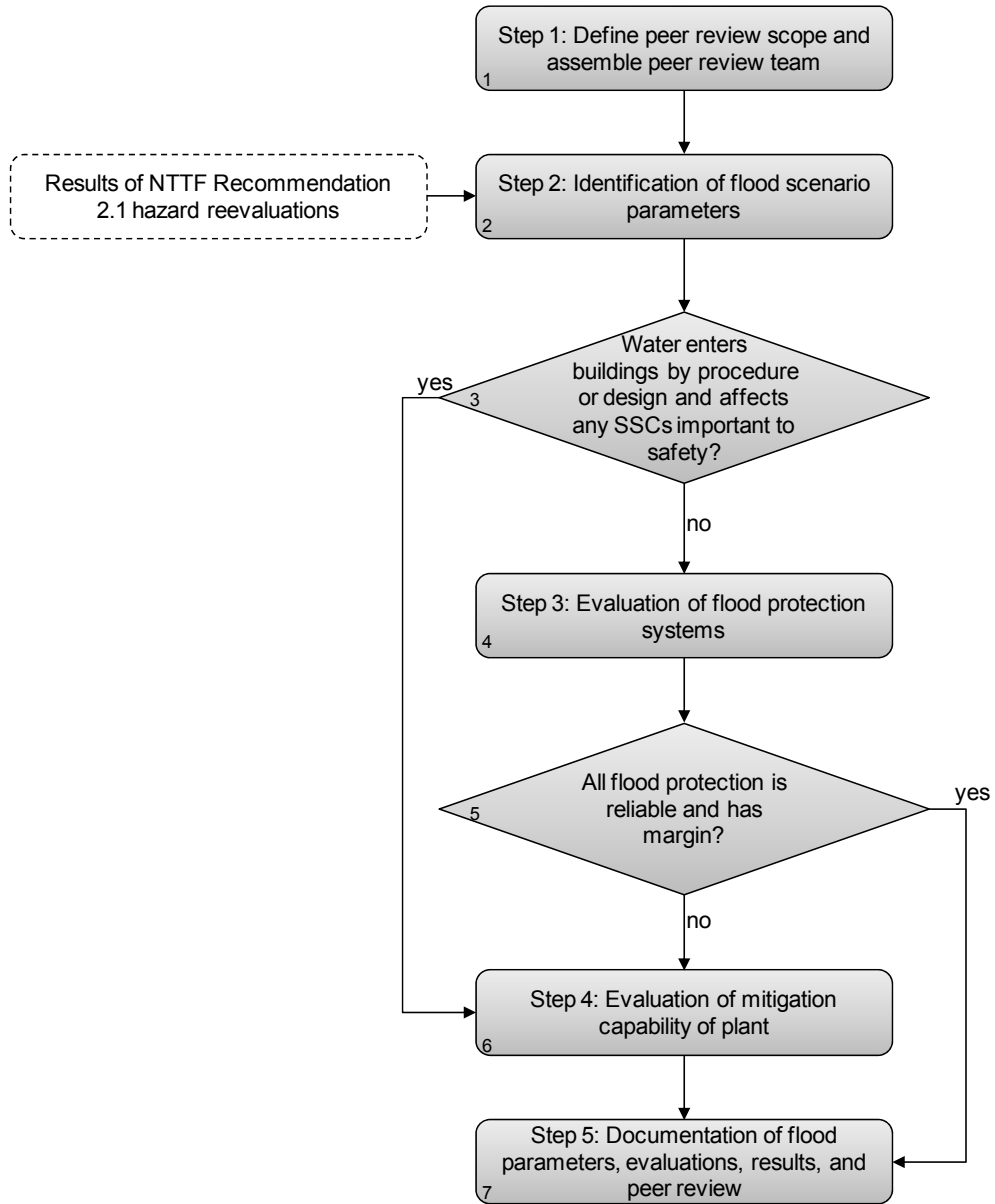 Step 1: Define peer review scope and
assemble peer review team
1
Results of NTTF Recommendation
2.1 hazard reevaluations
Step 2: Identification of flood scenario
parameters
2
Water enters
buildings by procedure
or design and affects
any SSCs important to
safety?
3
yes
no
Step 3: Evaluation of flood protection
systems
4
All flood protection is
reliable and has
margin?
5
yes
no
Step 4: Evaluation of mitigation
capability of plant
6
Step 5: Documentation of flood
parameters, evaluations, results, and
peer review
7